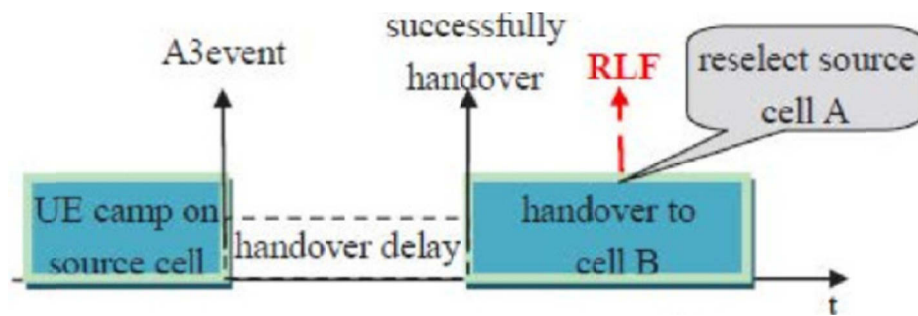 A3event
successfully
handover
RLF
reselect source
cell A
UE camp on
source cell
handover delay
handover to
cell B
t